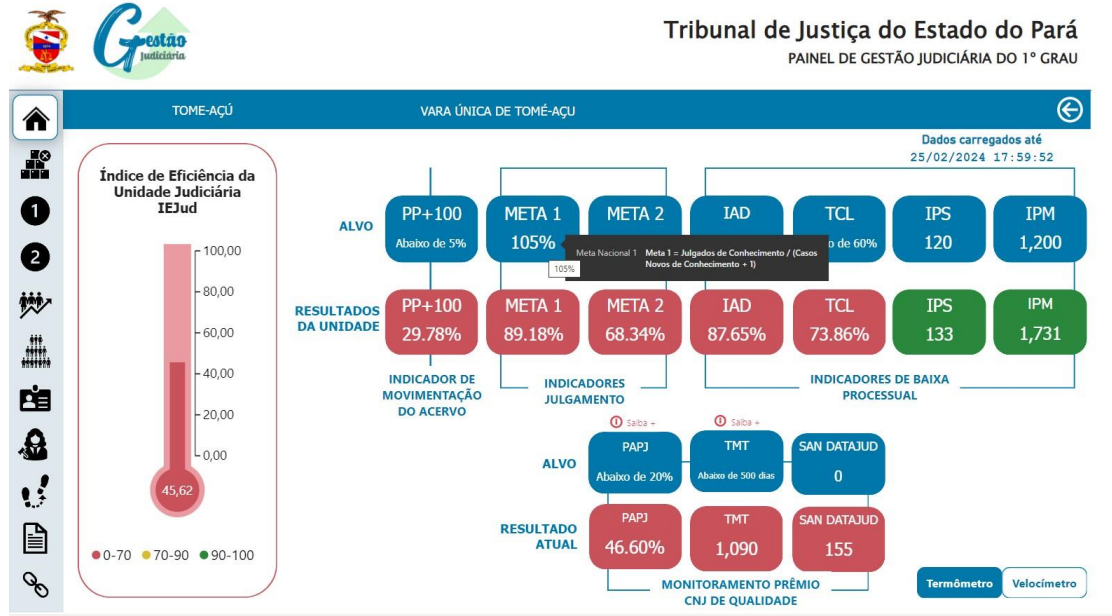 Gestão
Judiciária
Tribunal de Justiça do Estado do Pará
PAINEL DE GESTÃO JUDICIÁRIA DO 1º GRAU
TOME-AÇÚ
VARA ÚNICA DE TOMÉ-AÇU
Dados carregados até
25/02/2024 17:59:52
Índice de Eficiência da
Unidade Judiciária
IEJud
100,00
80,00
60,00
40,00
20,00
0,00
45,62
0-70 70-90 90-100
1
2
ALVO
PP+100
Abaixo de 5%
META 1
105%
META 2
IAD
TCL
o de 60%
IPS
120
IPM
1,200
Meta Nacional 1 Meta 1 = Julgados de Conhecimento / (Casos
Novos de Conhecimento + 1)
105%
RESULTADOS
DA UNIDADE
PP+100
29.78%
META 1
89.18%
META 2
68.34%
IAD
87.65%
TCL
73.86%
IPS
133
IPM
1,731
INDICADOR DE
MOVIMENTAÇÃO
DO ACERVO
INDICADORES
JULGAMENTO
INDICADORES DE BAIXA
PROCESSUAL
Saiba +
Saiba +
ALVO
PAPJ
Abaixo de 20%
TMT
Abaixo de 500 dias
SAN DATAJUD
0
RESULTADO
ATUAL
PAPJ
46.60%
TMT
1,090
SAN DATAJUD
155
MONITORAMENTO PRÊMIO
CNJ DE QUALIDADE
Termômetro
Velocímetro